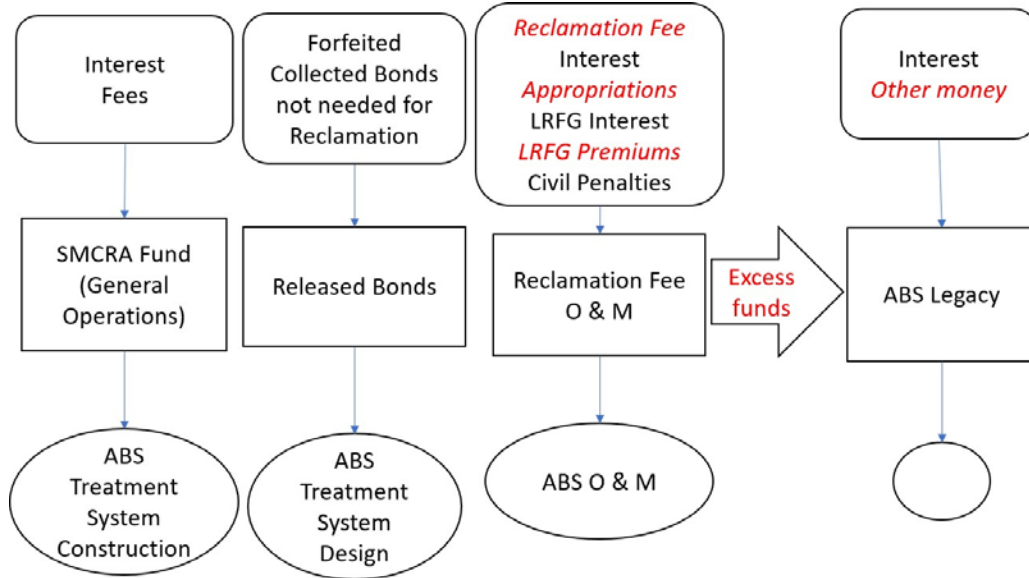 Interest
Fees
Forfeited
Collected Bonds
not needed for
Reclamation
Reclamation Fee
Interest
Appropriations
LRFG Interest
LRFG Premiums
Civil Penalties
Interest
Other money
SMCRA Fund
(General
Operations)
Released Bonds
Reclamation Fee
O & M
Excess
funds
ABS Legacy
ABS
Treatment
System
Construction
ABS
Treatment
System
Design
ABS O & M